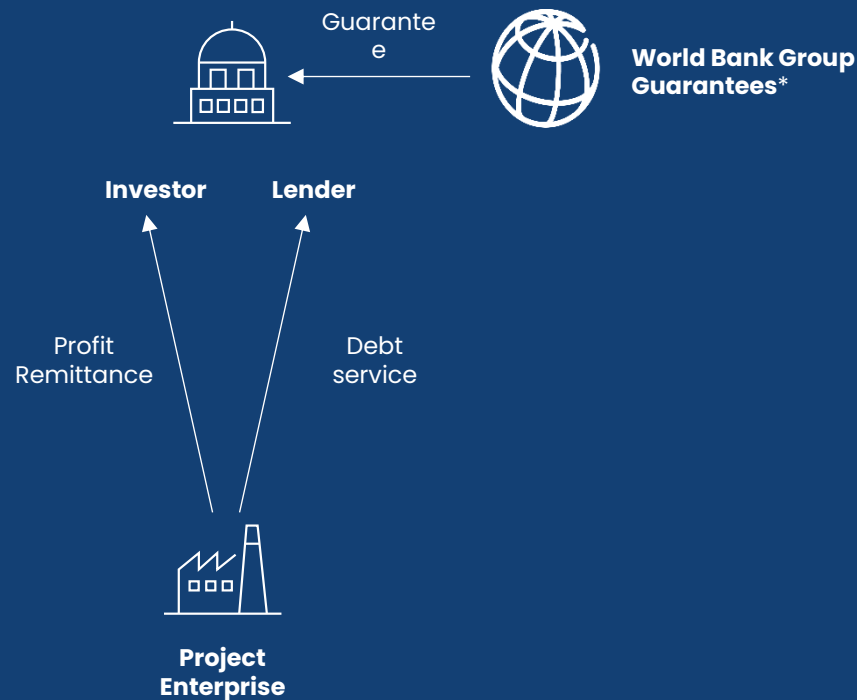 Guarante
e
World Bank Group
Guarantees*
Investor
Lender
Profit
Remittance
Debt
service
Project
Enterprise